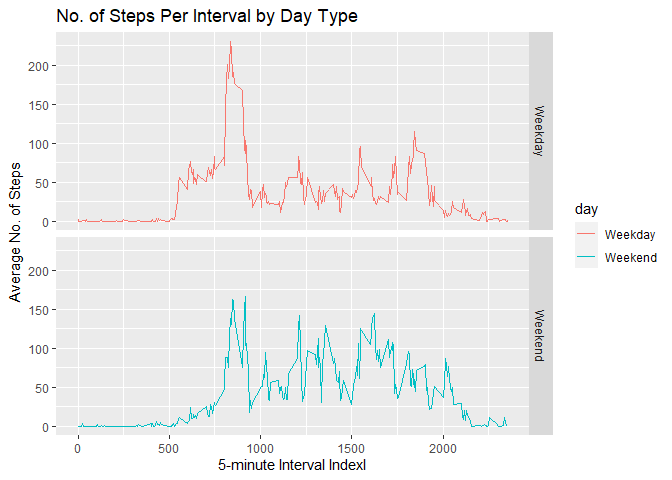 No. of Steps Per Interval by Day Type
Average No. of Steps
200
150
100
50
0
Weekday
200
150
100
50
0
Weekend
0 500 1000 1500 2000
5-minute Interval Indexl
day
Weekday
Weekend